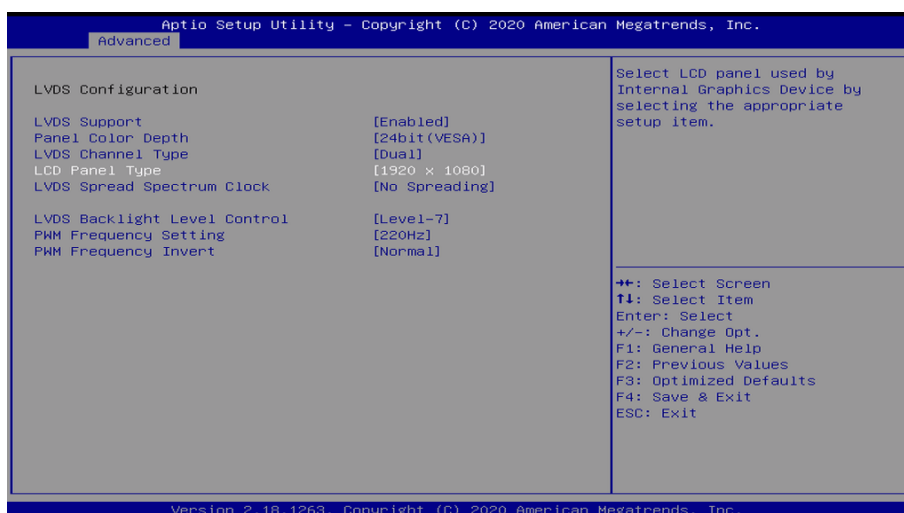 Aptio Setup Utility – Copyright (C) 2020 American Megatrends, Inc.
Advanced
LVDS Configuration
LVDS Support [Enabled]
Panel Color Depth [24bit(VESA)]
LVDS Channel Type [Dual]
LCD Panel Type [1920 x 1080]
LVDS Spread Spectrum Clock [No Spreading]
LVDS Backlight Level Control [Level-7]
PWM Frequency Setting [220Hz]
PWM Frequency Invert [Normal]
Select LCD panel used by
Internal Graphics Device by
selecting the appropriate
setup item.
→←: Select Screen
↑↓: Select Item
Enter: Select
+/-: Change Opt.
F1: General Help
F2: Previous Values
F3: Optimized Defaults
F4: Save & Exit
ESC: Exit
Version 2.18.1263. Copyright (C) 2020 American Megatrends, Inc.